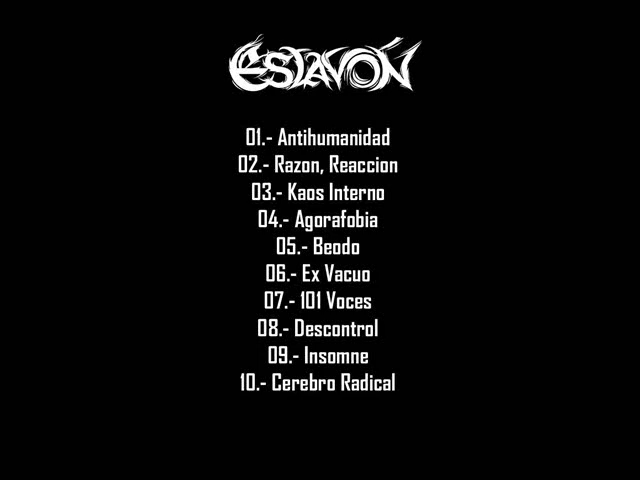 Eslavón
01.- Antihumanidad
02.- Razon, Reaccion
03.- Kaos Interno
04.- Agorafobia
05.- Beodo
06.- Ex Vacuo
07.- 101 Voces
08.- Descontrol
09.- Insomne
10.- Cerebro Radical